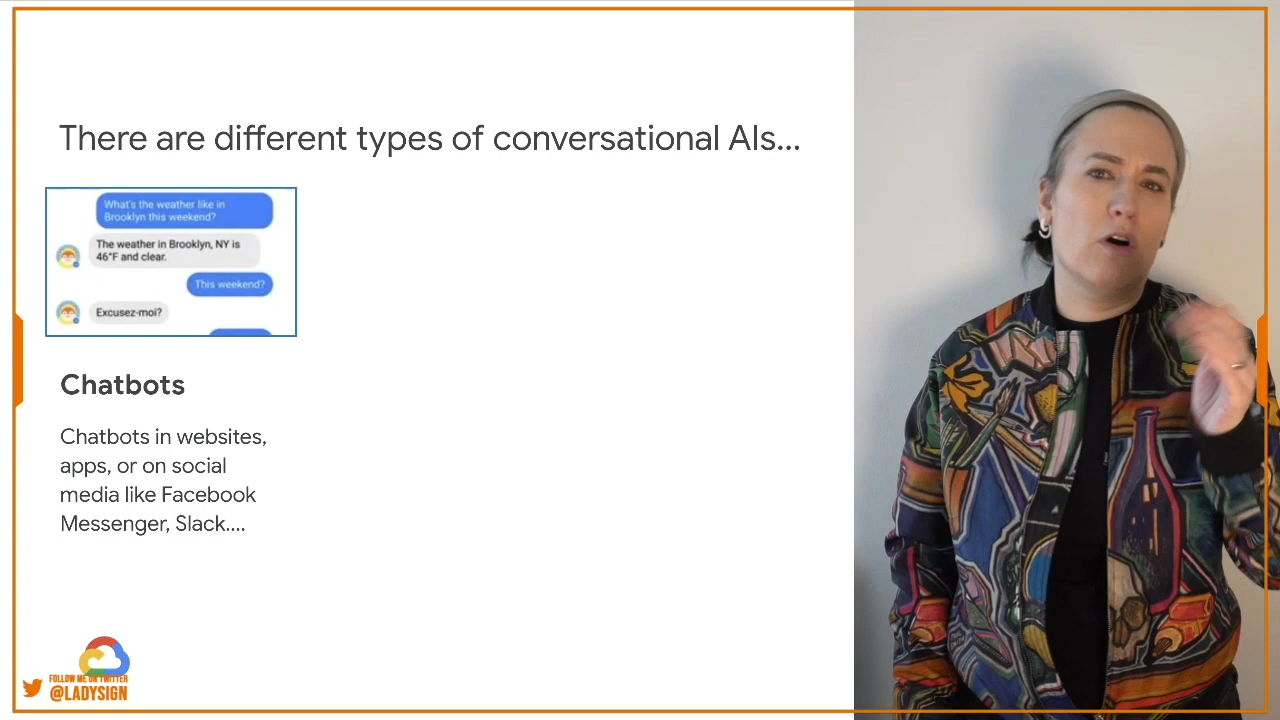 There are different types of conversational AIs...
What's the weather like in
Brooklyn this weekend?
The weather in Brooklyn, NY is
46°F and clear.
This weekend?
Excusez-moi?
Chatbots
Chatbots in websites,
apps, or on social
media like Facebook
Messenger, Slack....
FOLLOW ME ON TWITTER
@LADYSIGN